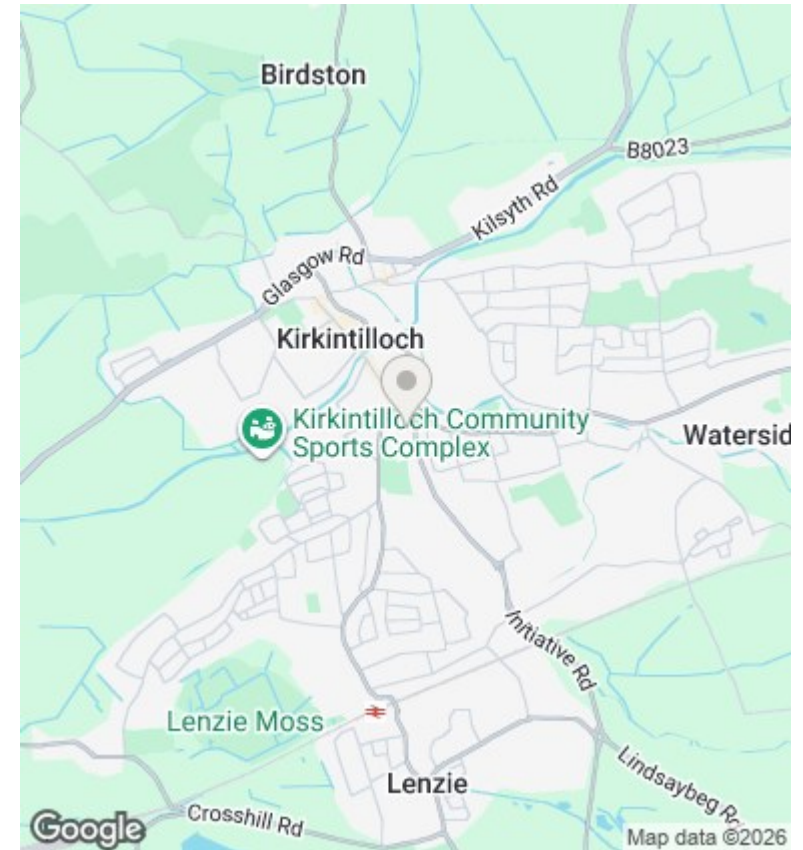 Birdston
B8023
Kilsyth Rd
Glasgow Rd
Kirkintilloch
Kirkintilloch Community
Sports Complex
Watersid
Initiative Rd
Lenzie Moss
Lenzie
Lindsaybeg Rd
Crosshill Rd
Google
Map data ©2026